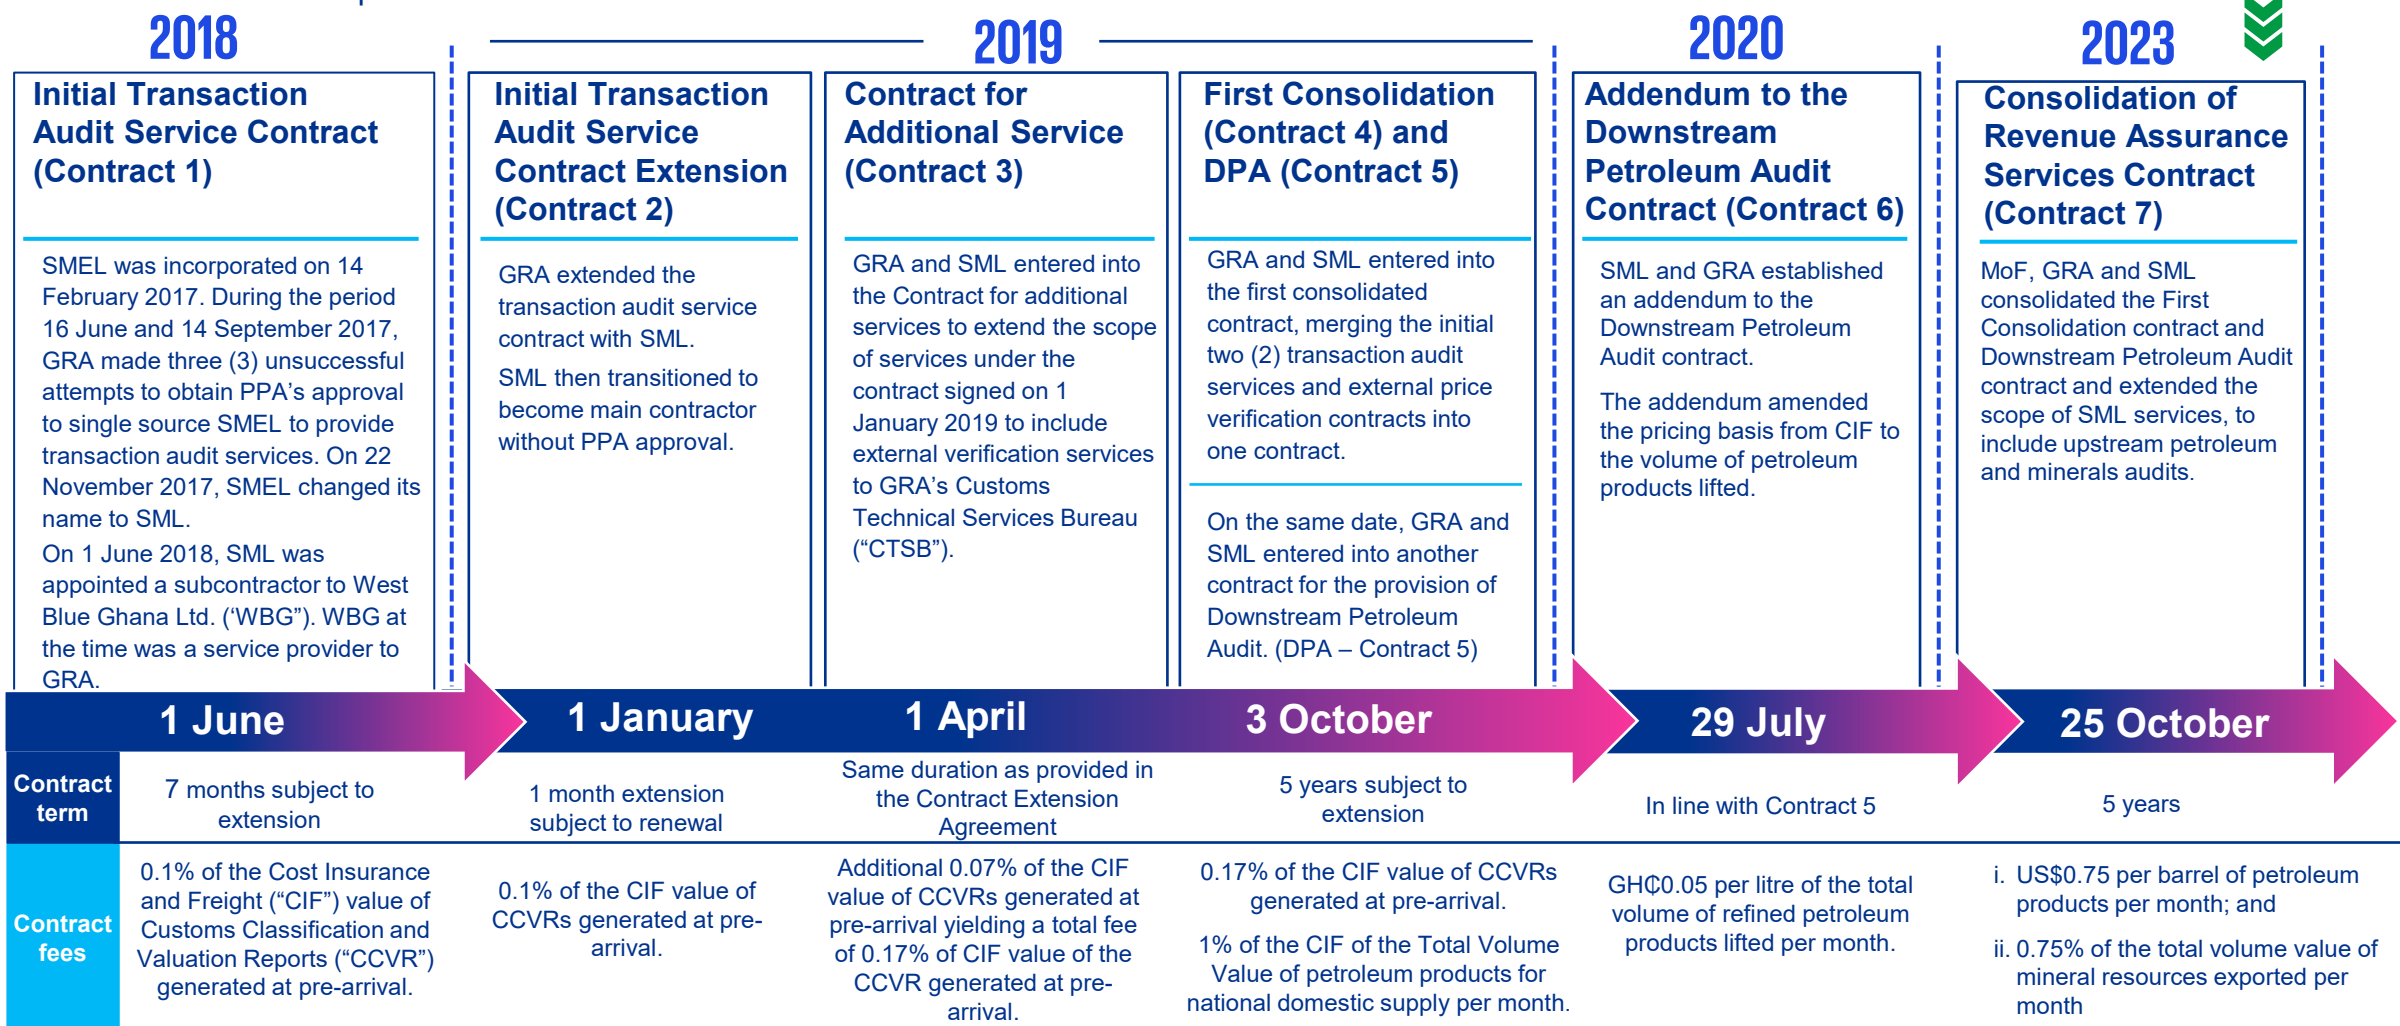 2018
Initial Transaction
Audit Service Contract
(Contract 1)
SMEL was incorporated on 14
February 2017. During the period
16 June and 14 September 2017,
GRA made three (3) unsuccessful
attempts to obtain PPA’s approval
to single source SMEL to provide
transaction audit services. On 22
November 2017, SMEL changed its
name to SML.
On 1 June 2018, SML was
appointed a subcontractor to West
Blue Ghana Ltd. (‘WBG”). WBG at
the time was a service provider to
GRA.
2019
Initial Transaction
Audit Service
Contract Extension
(Contract 2)
GRA extended the
transaction audit service
contract with SML.
SML then transitioned to
become main contractor
without PPA approval.
Contract for
Additional Service
(Contract 3)
GRA and SML entered into
the Contract for additional
services to extend the scope
of services under the
contract signed on 1
January 2019 to include
external verification services
to GRA’s Customs
Technical Services Bureau
(“CTSB”).
First Consolidation
(Contract 4) and
DPA (Contract 5)
GRA and SML entered into
the first consolidated
contract, merging the initial
two (2) transaction audit
services and external price
verification contracts into
one contract.
On the same date, GRA and
SML entered into another
contract for the provision of
Downstream Petroleum
Audit. (DPA – Contract 5)
2020
Addendum to the
Downstream
Petroleum Audit
Contract (Contract 6)
SML and GRA established
an addendum to the
Downstream Petroleum
Audit contract.
The addendum amended
the pricing basis from CIF to
the volume of petroleum
products lifted.
2023
Consolidation of
Revenue Assurance
Services Contract
(Contract 7)
MoF, GRA and SML
consolidated the First
Consolidation contract and
Downstream Petroleum Audit
contract and extended the
scope of SML services, to
include upstream petroleum
and minerals audits.
1 June
1 January
1 April
3 October
29 July
25 October
Contract
term
7 months subject to
extension
1 month extension
subject to renewal
Same duration as provided in
the Contract Extension
Agreement
5 years subject to
extension
In line with Contract 5
5 years
Contract
fees
0.1% of the Cost Insurance
and Freight (“CIF”) value of
Customs Classification and
Valuation Reports (“CCVR”)
generated at pre-arrival.
0.1% of the CIF value of
CCVRs generated at pre-
arrival.
Additional 0.07% of the CIF
value of CCVRs generated at
pre-arrival yielding a total fee
of 0.17% of CIF value of the
CCVR generated at pre-
arrival.
0.17% of the CIF value of CCVRs
generated at pre-arrival.
1% of the CIF of the Total Volume
Value of petroleum products for
national domestic supply per month.
GH₵0.05 per litre of the total
volume of refined petroleum
products lifted per month.
i. US$0.75 per barrel of petroleum
products per month; and
ii. 0.75% of the total volume value of
mineral resources exported per
month